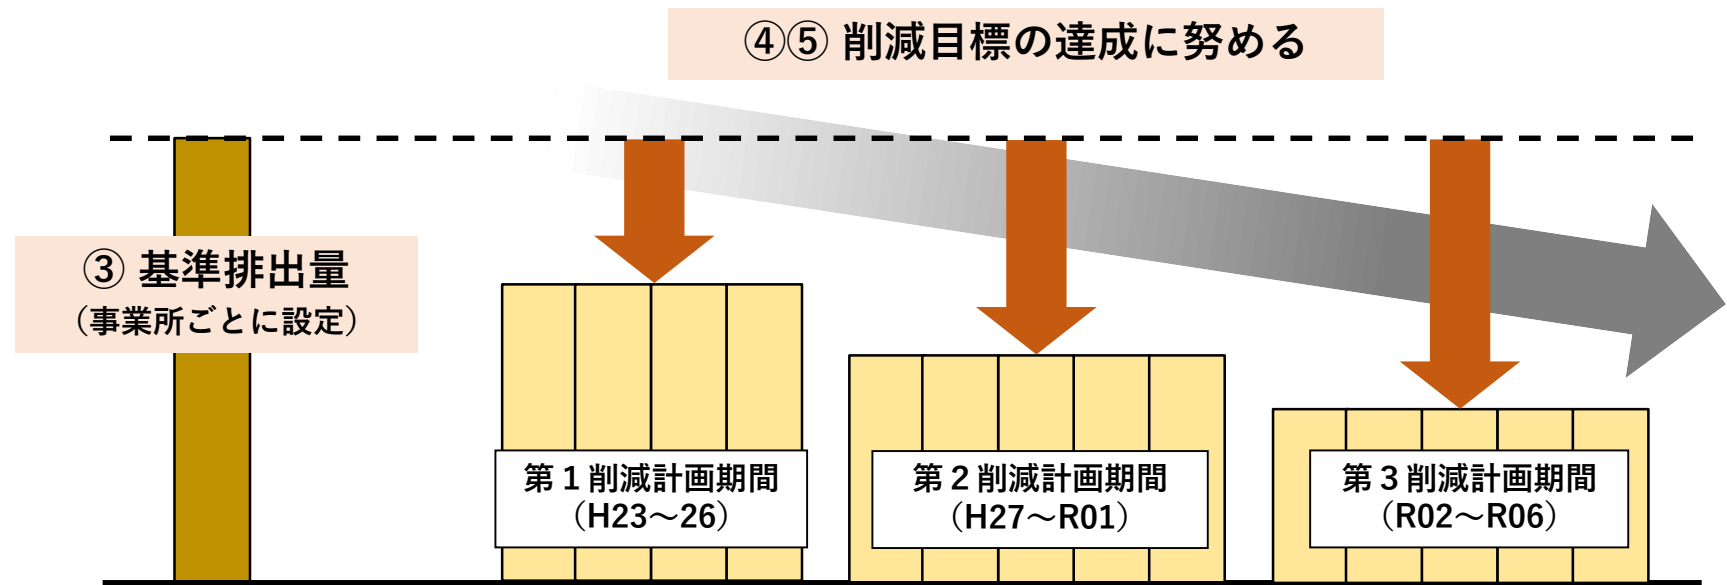 ④⑤ 削減目標の達成に努める
③ 基準排出量
（事業所ごとに設定）
第１削減計画期間
（H23～26）
第２削減計画期間
（H27～R01）
第３削減計画期間
（R02～R06）